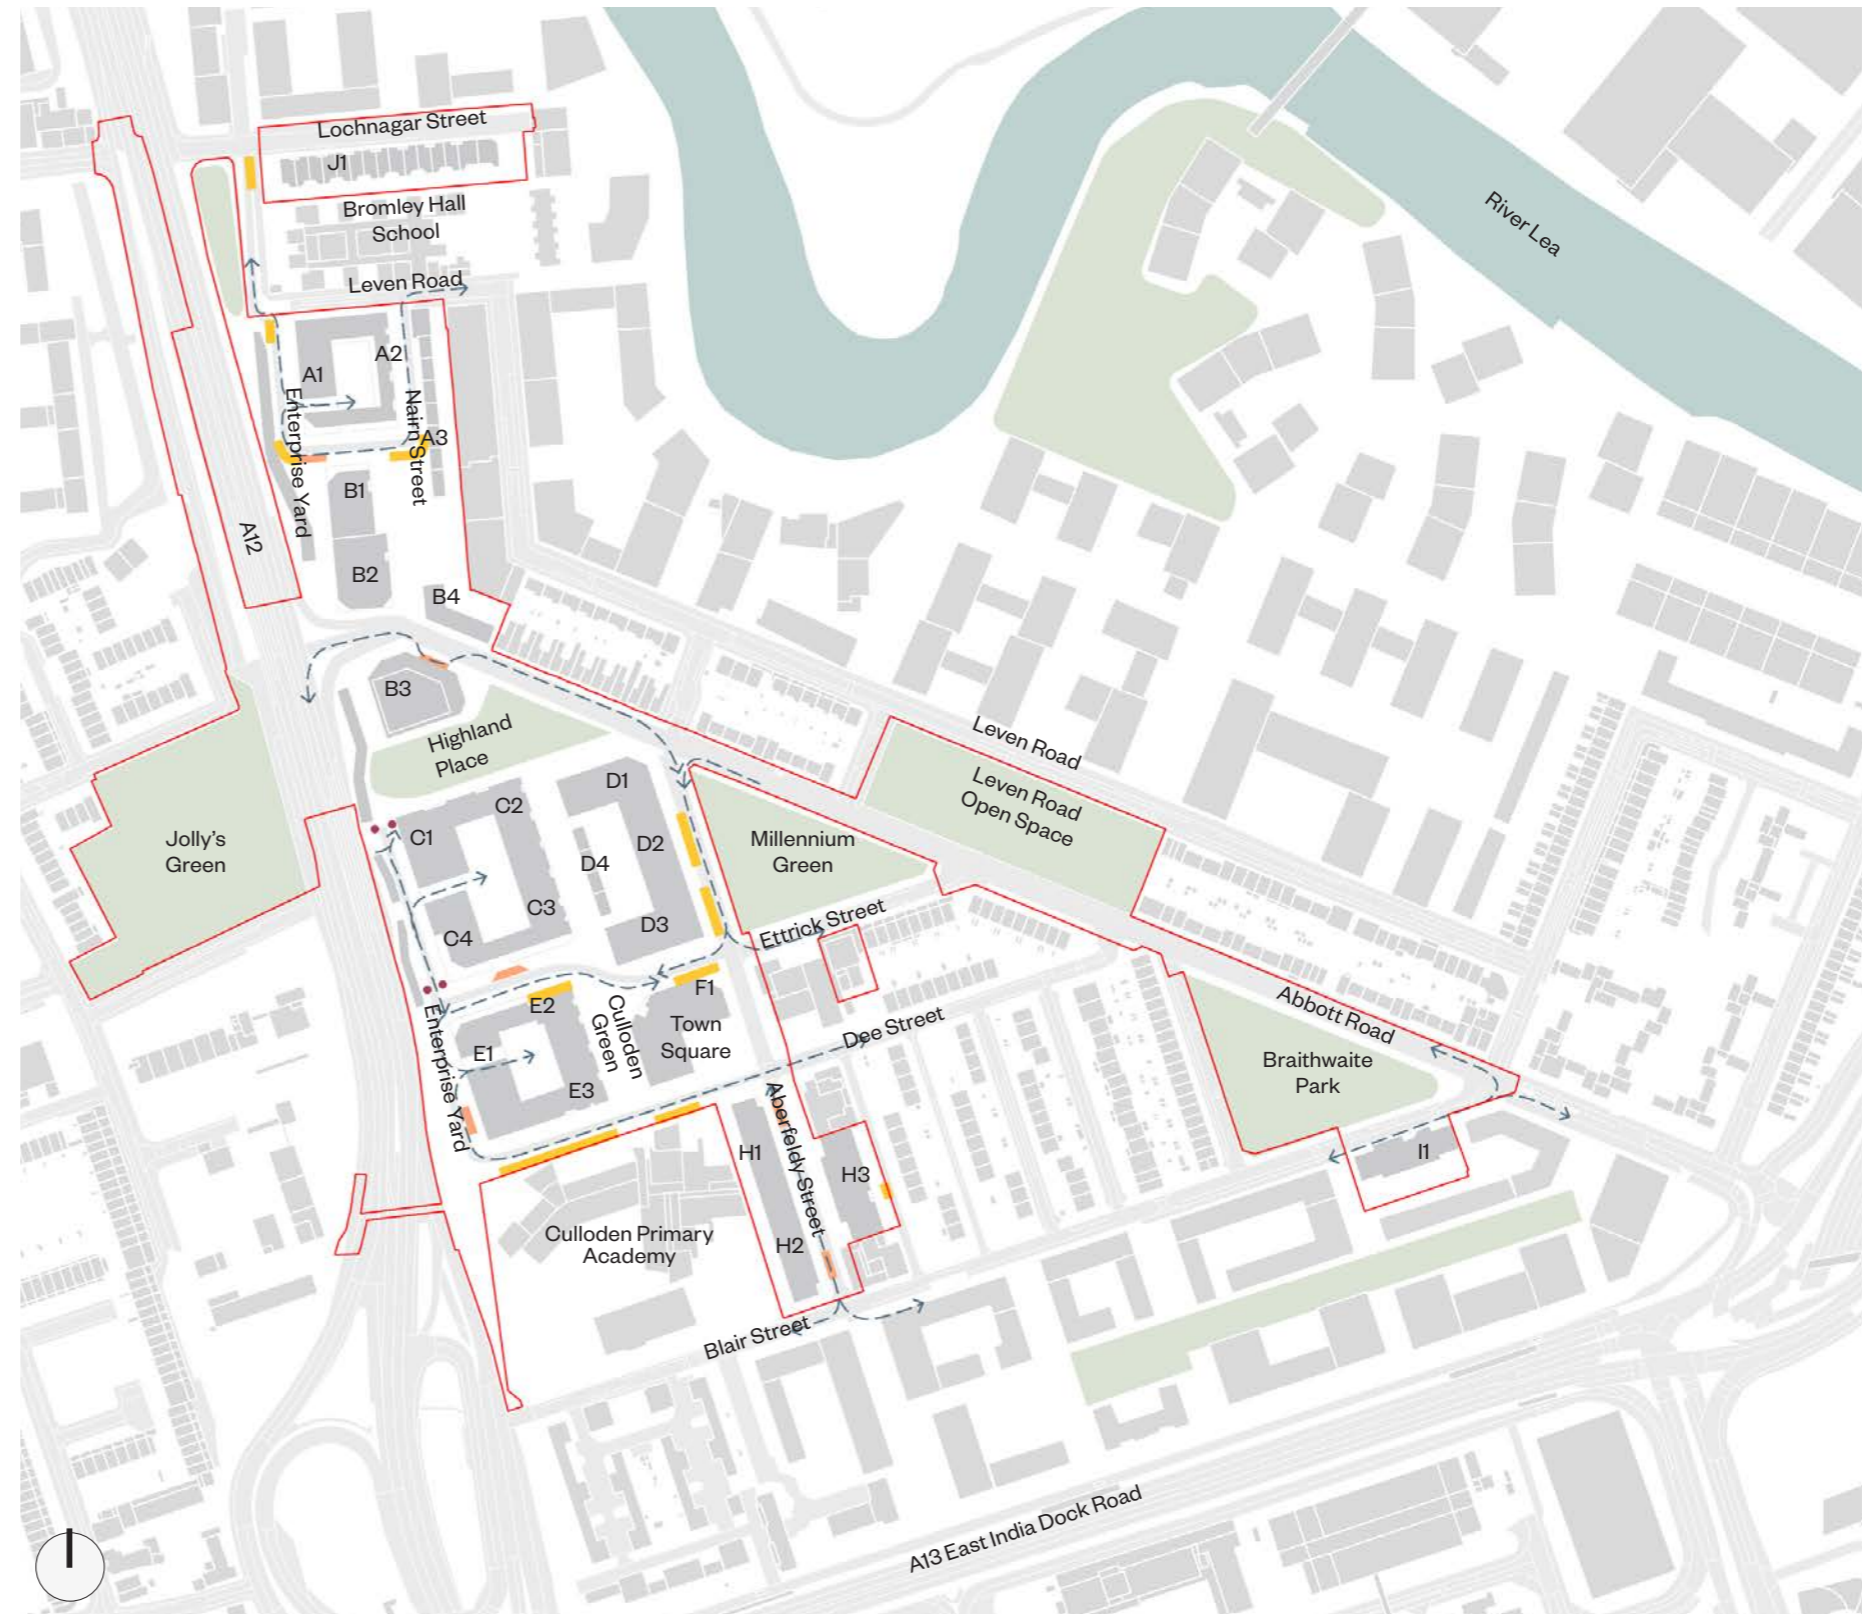 Lochnagar Street
J1
Bromley Hall
School
River Lea
Leven Road
A2
A1
Enterprise Yard
Nairn Street
A3
B1
A12
B2
B4
B3
Highland
Place
Leven Road
Leven Road
Open Space
D1
C2
C1
D2
Jolly's
Green
Millennium
Green
D4
C3
D3
C4
Ettrick Street
F1
E2
Culloden
Green
Town
Square
Enterprise Yard
E1
E3
Dee Street
Abbott Road
Braithwaite
Park
Aberfeldy Street
H1
H3
I1
Culloden Primary
Academy
H2
Blair Street
A13 East India Dock Road